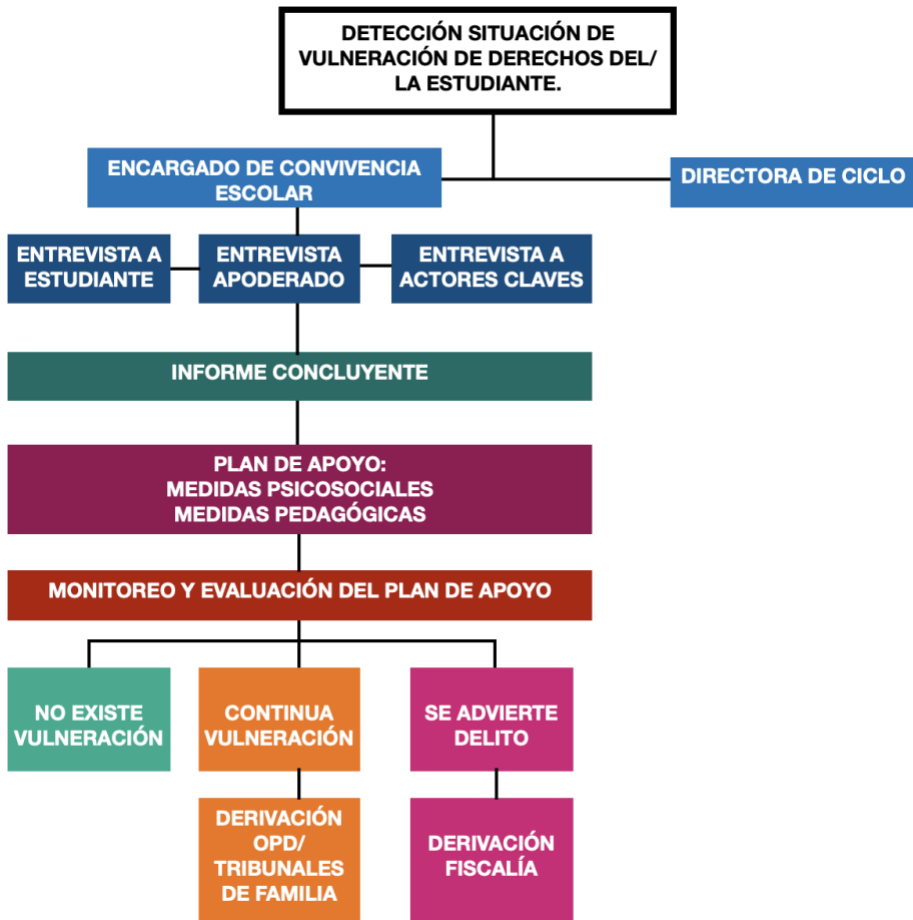 DETECCIÓN SITUACIÓN DE
VULNERACIÓN DE DERECHOS DEL/
LA ESTUDIANTE.
ENCARGADO DE CONVIVENCIA
ESCOLAR
DIRECTORA DE CICLO
ENTREVISTA A
ESTUDIANTE
ENTREVISTA
APODERADO
ENTREVISTA A
ACTORES CLAVES
INFORME CONCLUYENTE
PLAN DE APOYO:
MEDIDAS PSICOSOCIALES
MEDIDAS PEDAGÓGICAS
MONITOREO Y EVALUACIÓN DEL PLAN DE APOYO
NO EXISTE
VULNERACIÓN
CONTINUA
VULNERACIÓN
SE ADVIERTE
DELITO
DERIVACIÓN
OPD/
TRIBUNALES
DE FAMILIA
DERIVACIÓN
FISCALÍA